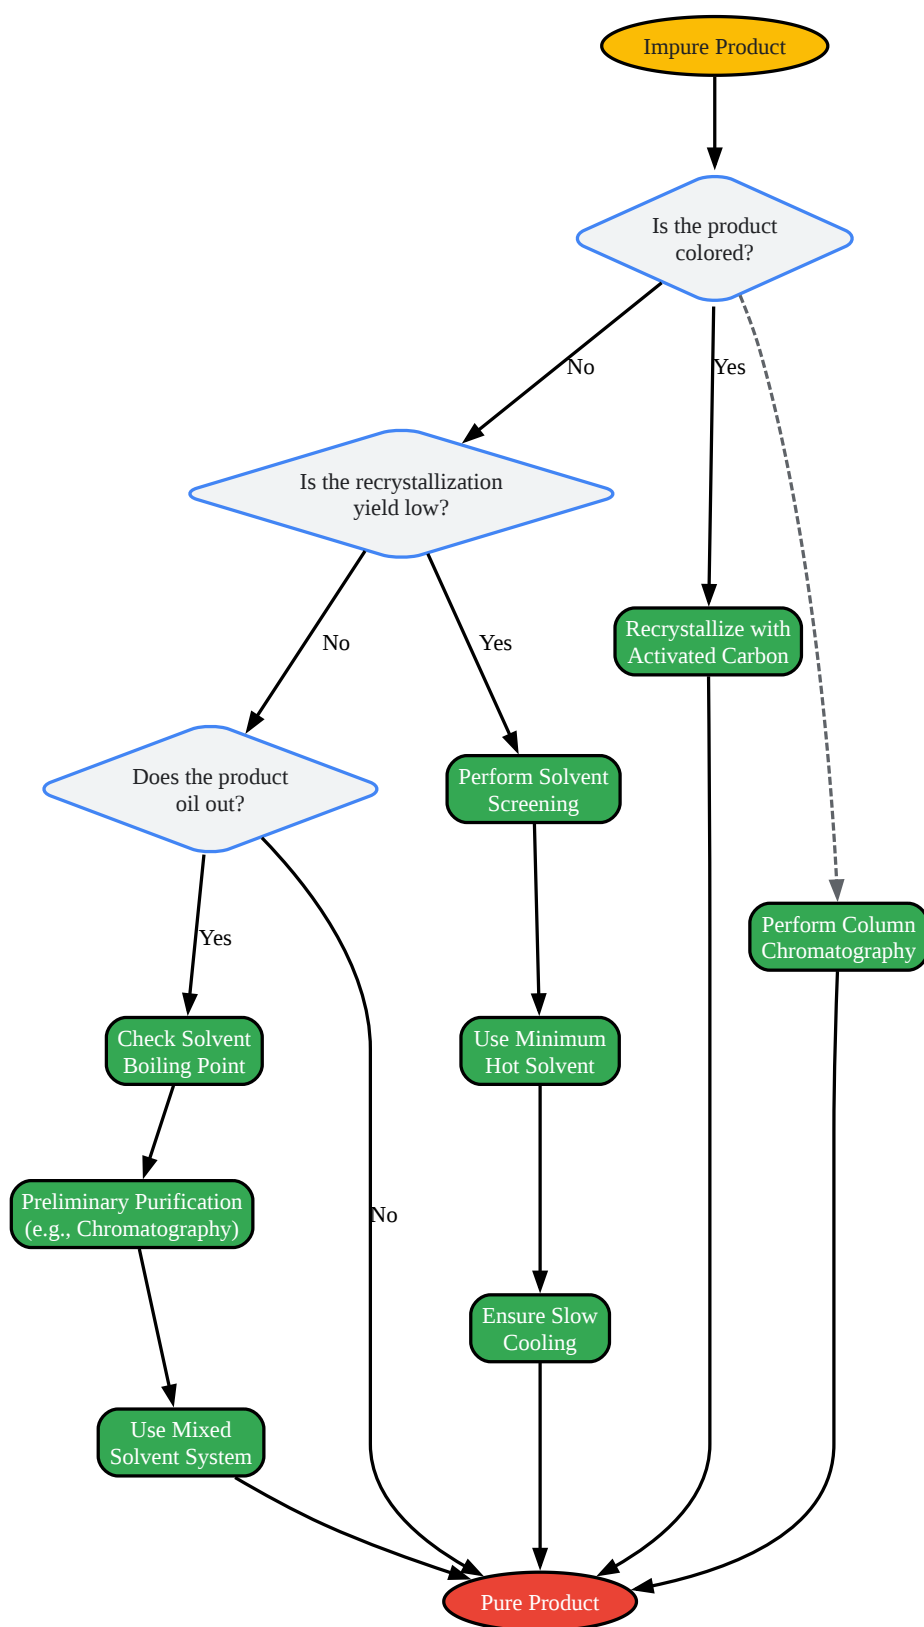 Impure Product
Is the product
colored?
No
Yes
Is the recrystallization
yield low?
No
Yes
Recrystallize with
Activated Carbon
Does the product
oil out?
Perform Solvent
Screening
Yes
Perform Column
Chromatography
Check Solvent
Boiling Point
Use Minimum
Hot Solvent
Preliminary Purification
(e.g., Chromatography)
No
Ensure Slow
Cooling
Use Mixed
Solvent System
Pure Product